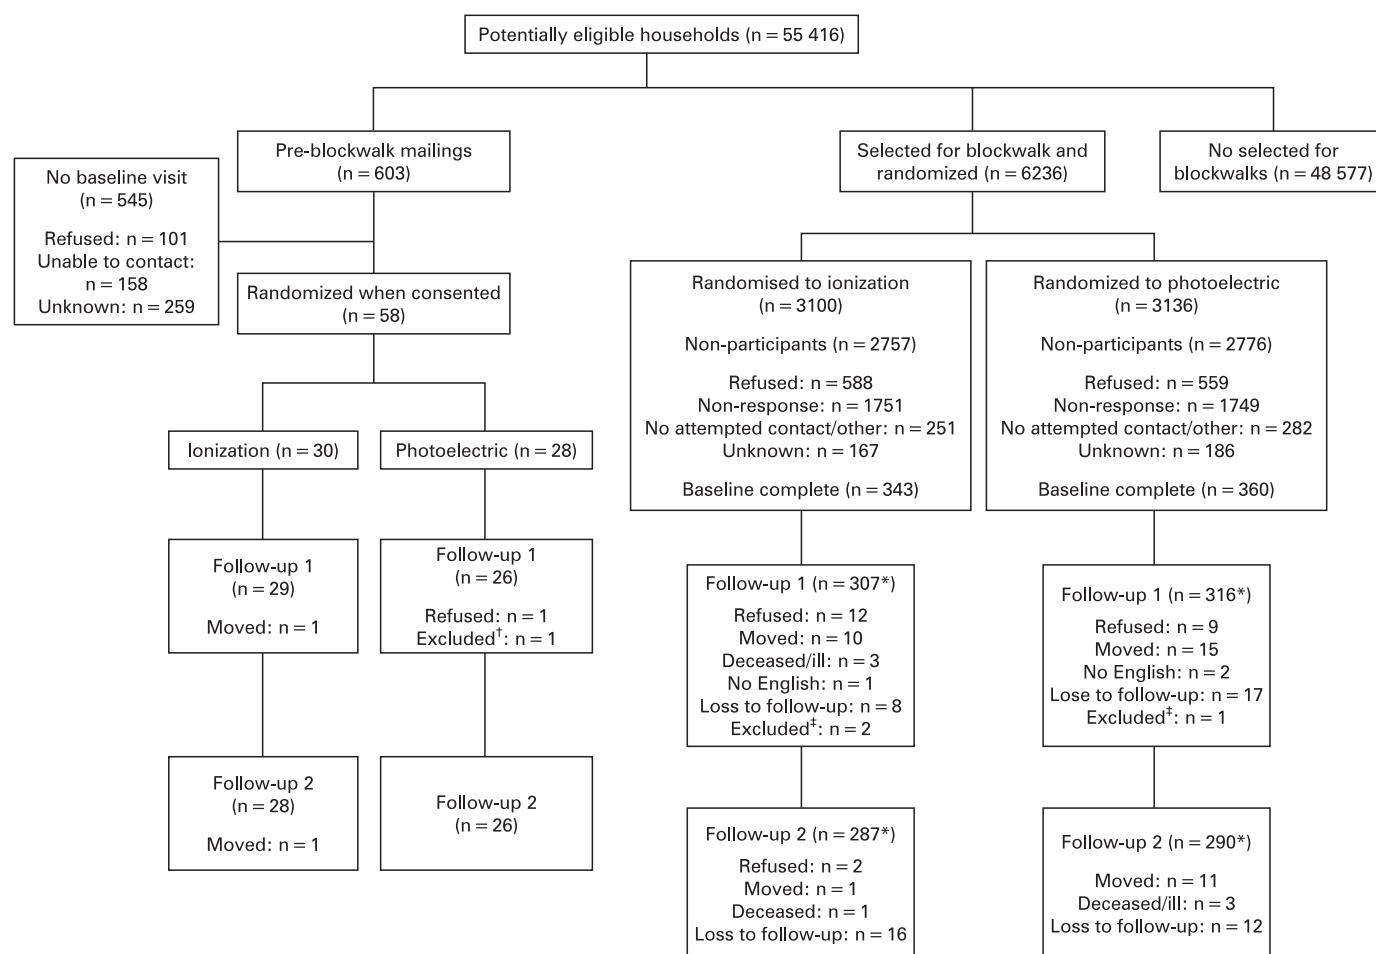 Potentially eligible households (n = 55 416)
Pre-blockwalk mailings
(n = 603)
Selected for blockwalk and
randomized (n = 6236)
No selected for
blockwalks (n = 48 577)
No baseline visit
(n = 545)
Refused: n = 101
Unable to contact:
n = 158
Unknown: n = 259
Randomized when consented
(n = 58)
Randomised to ionization
(n = 3100)
Non-participants (n = 2757)
Refused: n = 588
Non-response: n = 1751
No attempted contact/other: n = 251
Unknown: n = 167
Baseline complete (n = 343)
Randomized to photoelectric
(n = 3136)
Non-participants (n = 2776)
Refused: n = 559
Non-response: n = 1749
No attempted contact/other: n = 282
Unknown: n = 186
Baseline complete (n = 360)
Ionization (n = 30)
Photoelectric (n = 28)
Follow-up 1
(n = 29)
Moved: n = 1
Follow-up 1
(n = 26)
Refused: n = 1
Excluded†: n = 1
Follow-up 1 (n = 307*)
Refused: n = 12
Moved: n = 10
Deceased/ill: n = 3
No English: n = 1
Loss to follow-up: n = 8
Excluded‡: n = 2
Follow-up 1 (n = 316*)
Refused: n = 9
Moved: n = 15
No English: n = 2
Lose to follow-up: n = 17
Excluded‡: n = 1
Follow-up 2
(n = 28)
Moved: n = 1
Follow-up 2
(n = 26)
Follow-up 2 (n = 287*)
Refused: n = 2
Moved: n = 1
Deceased: n = 1
Loss to follow-up: n = 16
Follow-up 2 (n = 290*)
Moved: n = 11
Deceased/ill: n = 3
Loss to follow-up: n = 12